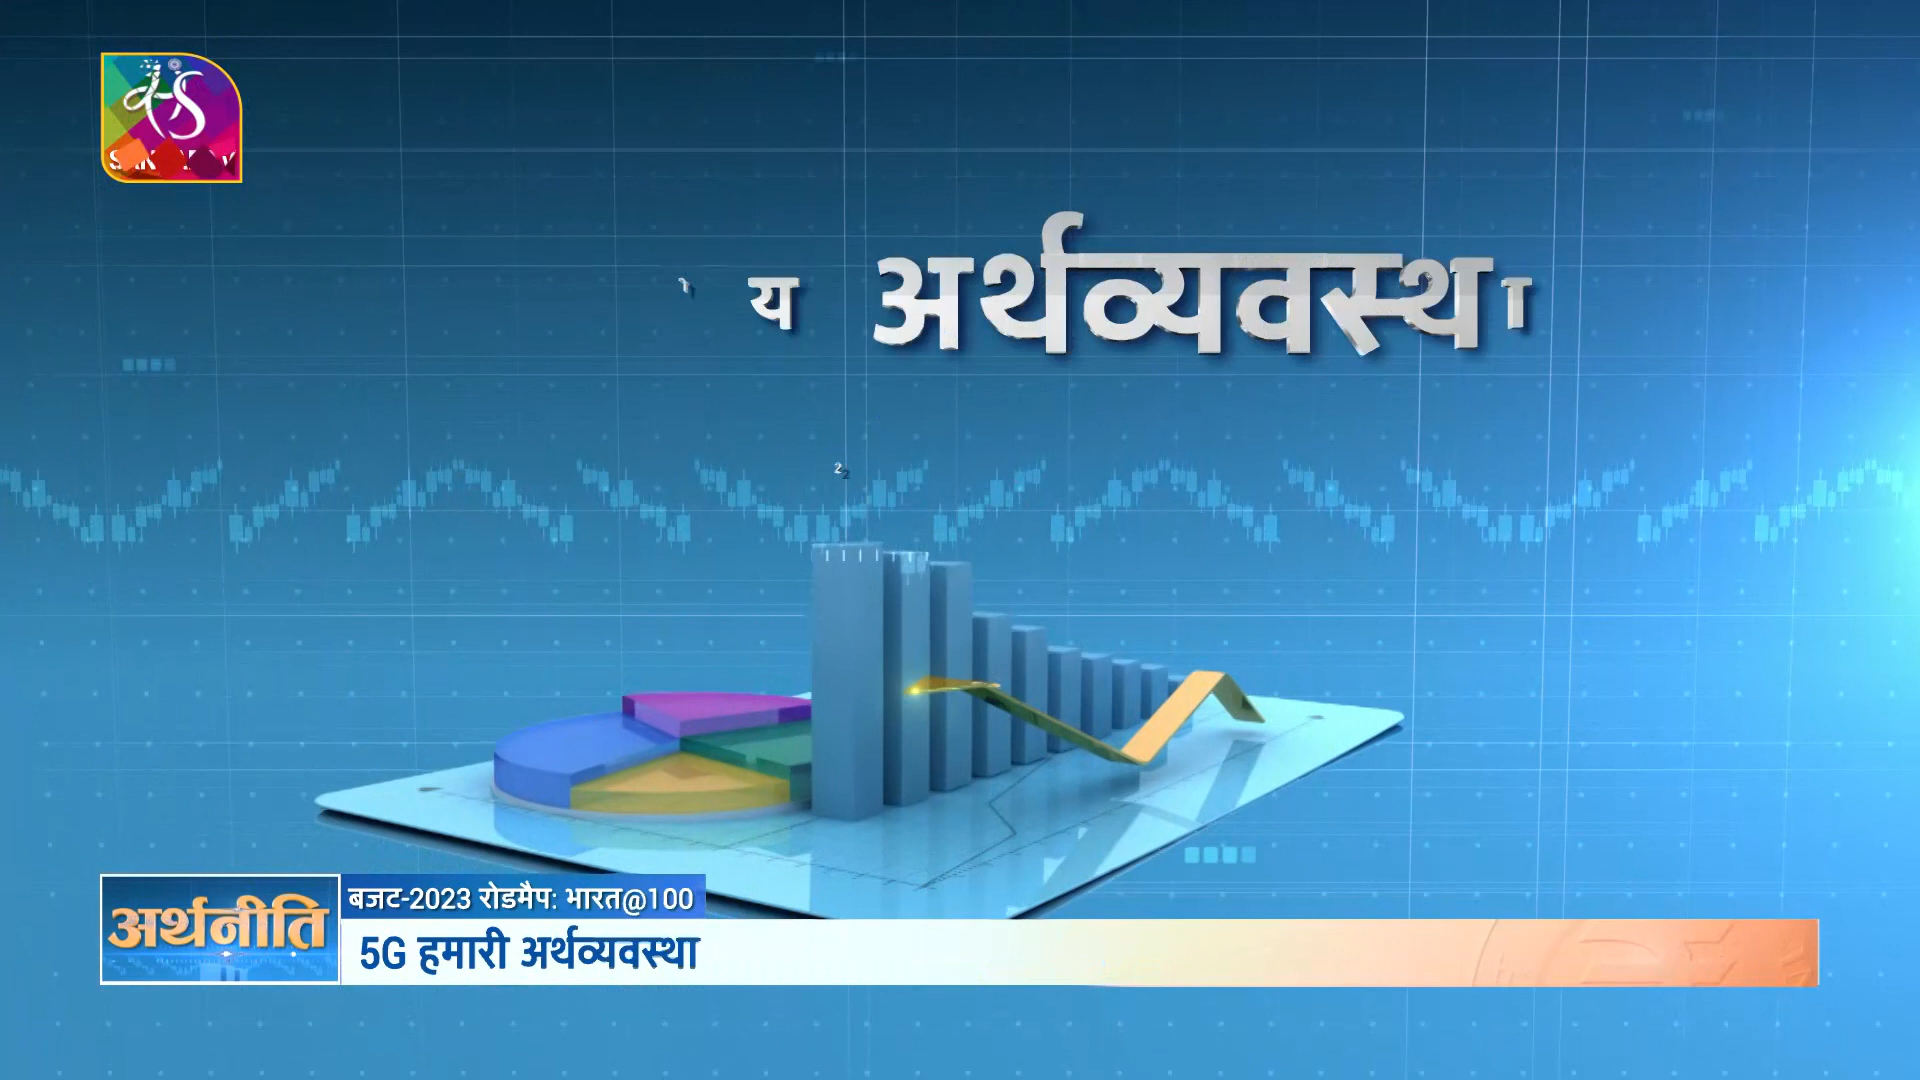 य अर्थव्यवस्था
बजट-2023 रोडमैप: भारत@100
अर्थनीति
5G हमारी अर्थव्यवस्था